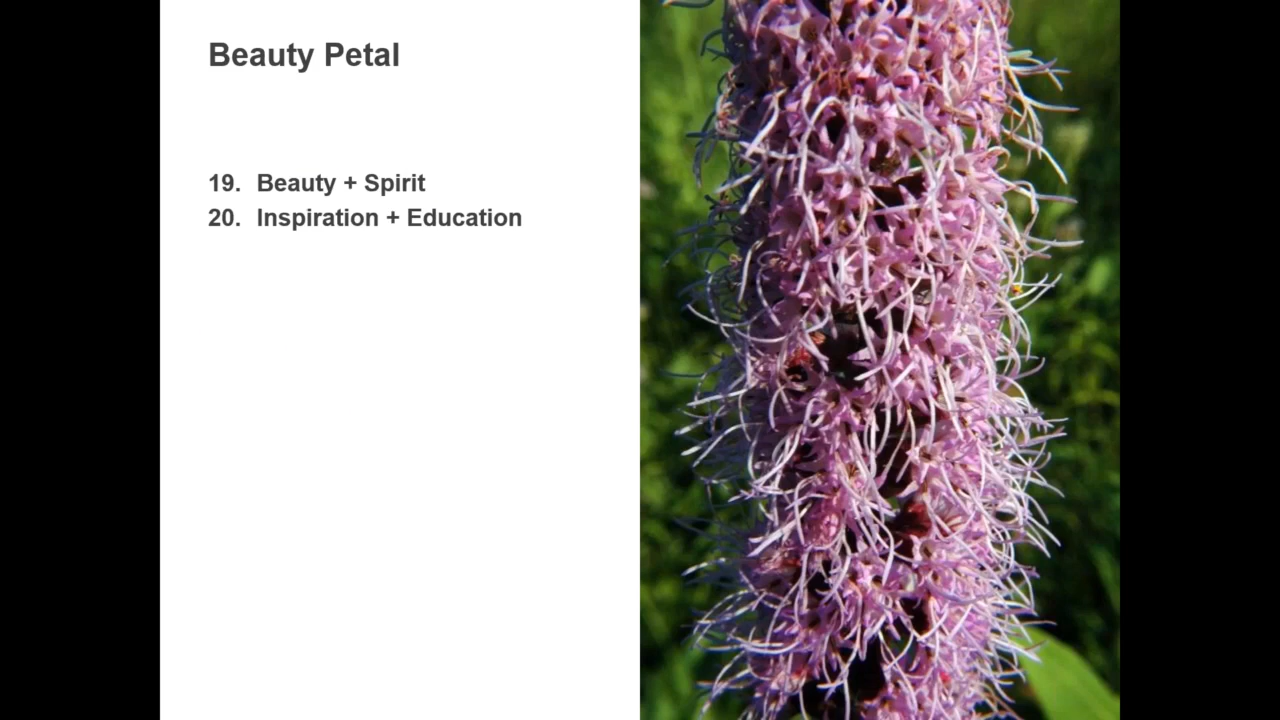 Beauty Petal
19. Beauty + Spirit
20. Inspiration + Education